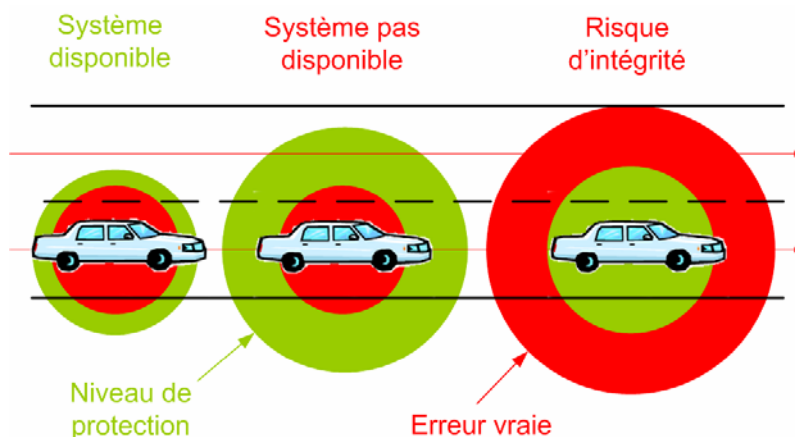 Système
disponible
Système pas
disponible
Risque
d'intégrité
Niveau de
protection
Erreur vraie